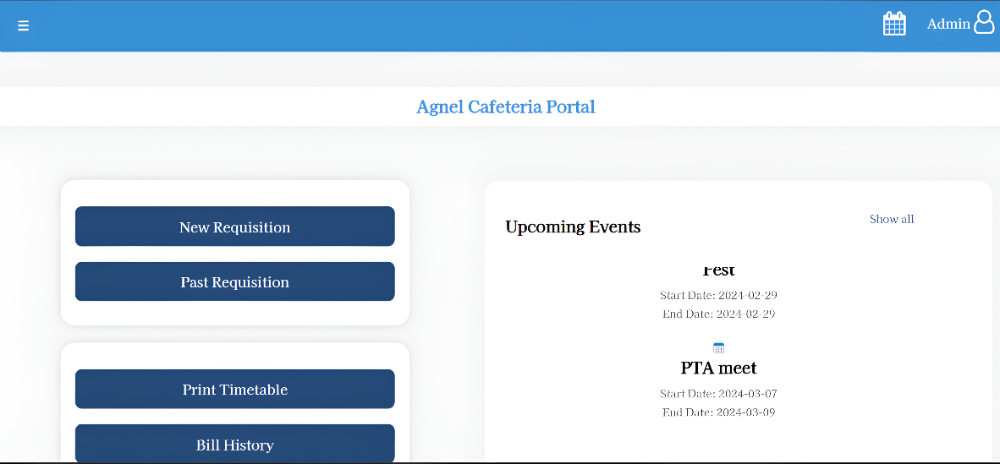 Admin
Agnel Cafeteria Portal
New Requisition
Past Requisition
Print Timetable
Bill History
Upcoming Events
Show all
Fest
Start Date: 2024-02-29
End Date: 2024-02-29
PTA meet
Start Date: 2024-03-07
End Date: 2024-03-09